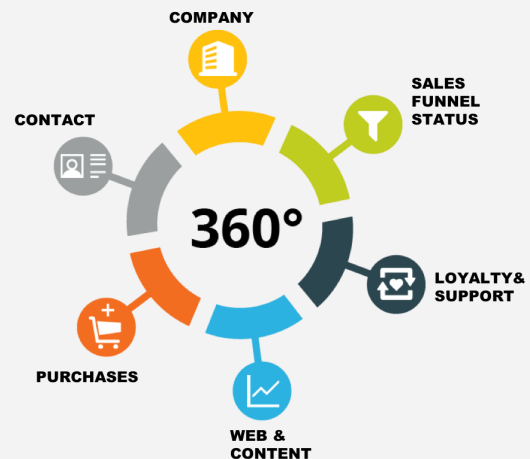 COMPANY
SALES
FUNNEL
STATUS
CONTACT
360°
LOYALTY&
SUPPORT
PURCHASES
WEB &
CONTENT